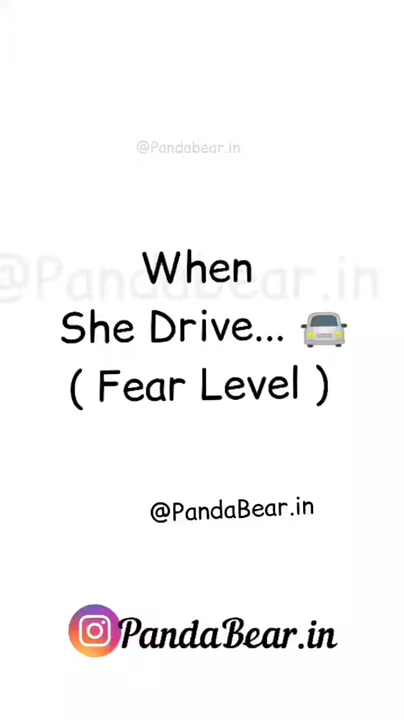 @Pandabear.in
When
@Pandabear.in
She Drive...
( Fear Level )
@PandaBear.in
PandaBear.in